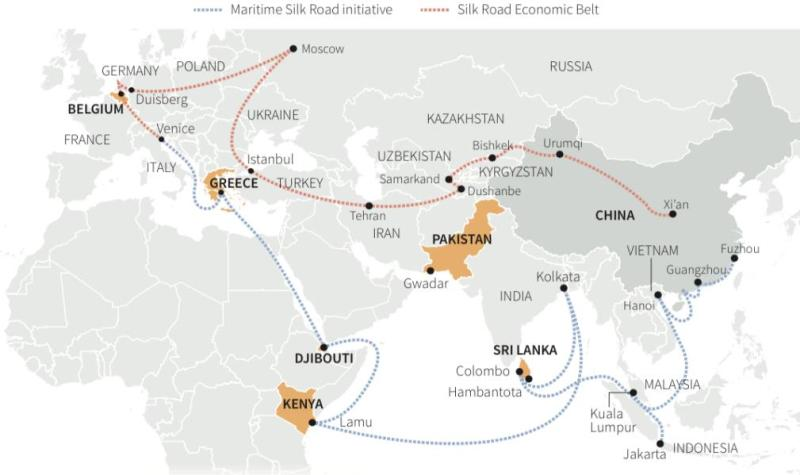 Maritime Silk Road initiative
Silk Road Economic Belt
Moscow
GERMANY
POLAND
RUSSIA
BELGIUM
Duisberg
UKRAINE
KAZAKHSTAN
Venice
FRANCE
Bishkek
Urumqi
ITALY
Istanbul
UZBEKISTAN
KYRGYZSTAN
GREECE
TURKEY
Samarkand
Dushanbe
Tehran
IRAN
CHINA
Xi'an
PAKISTAN
VIETNAM
Fuzhou
Guangzhou
Gwadar
Kolkata
INDIA
Hanoi
DJIBOUTI
SRI LANKA
Colombo
Hambantota
MALAYSIA
KENYA
Lamu
Kuala
Lumpur
Jakarta
INDONESIA